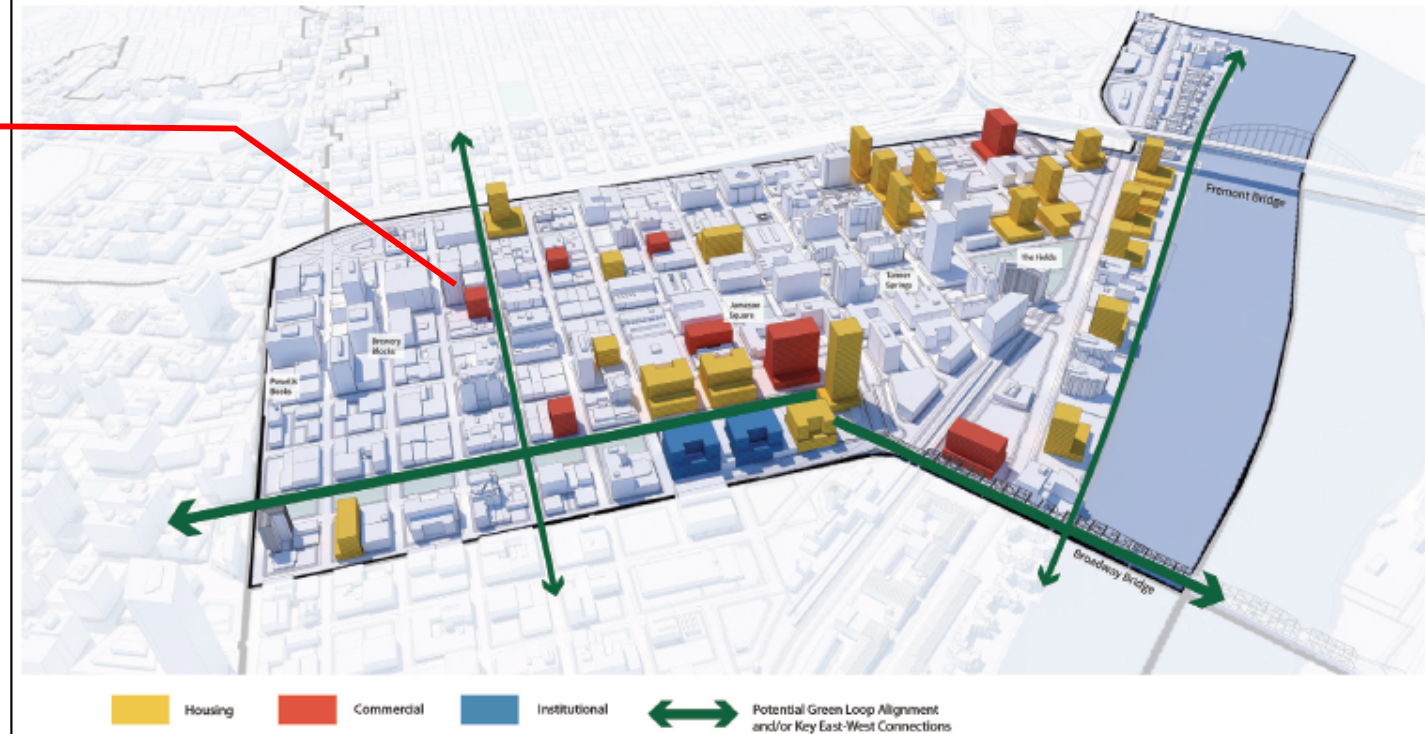 Fremont Bridge
The Fields
Tanner
Springs
Jamison
Square
Brewery
Blocks
Powell's
Books
Broadway Bridge
Housing
Commercial
Institutional
Potential Green Loop Alignment
and/or Key East-West Connections